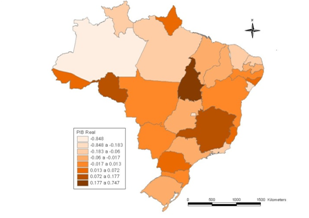 N
PIB Real
-0.848
-0.848 a -0.183
-0.183 a -0.06
-0.06 a -0.017
-0.017 a 0.013
0.013 a 0.072
0.072 a 0.177
0.177 a 0.747
0 500 1000 1500 Kilometers